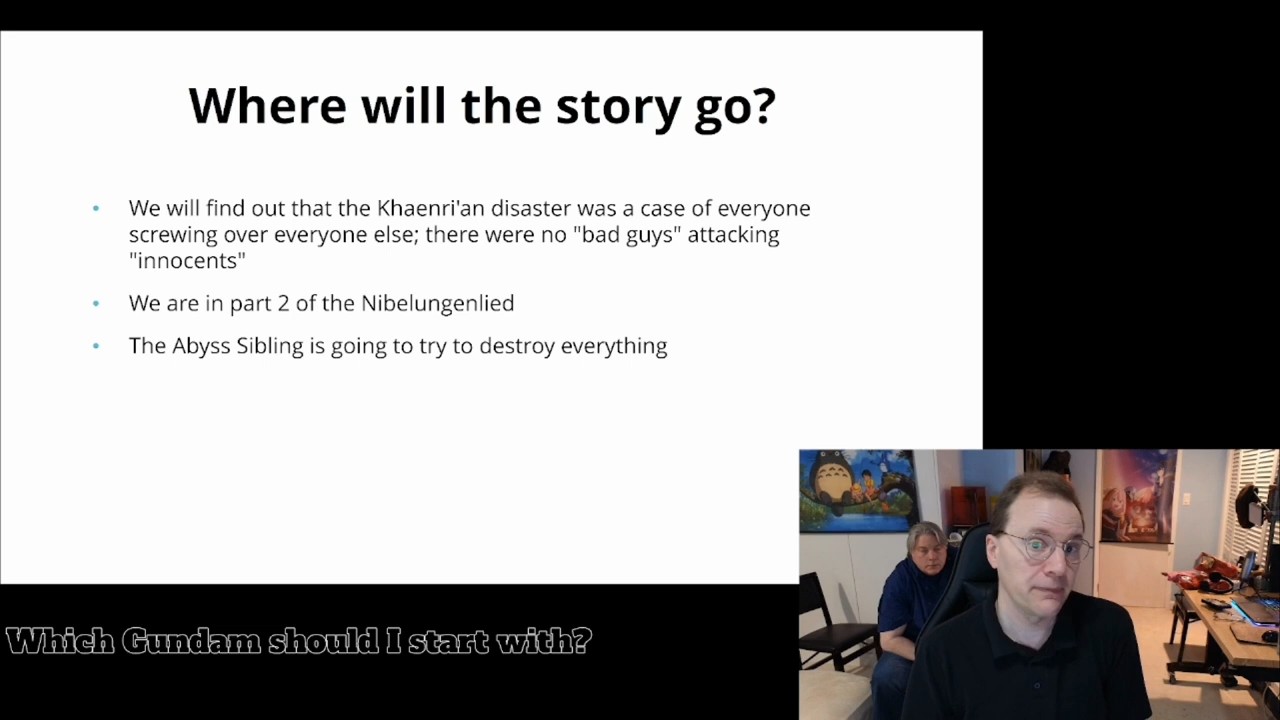 Where will the story go?
• We will find out that the Khaenri'an disaster was a case of everyone
screwing over everyone else; there were no "bad guys" attacking
"innocents"
• We are in part 2 of the Nibelungenlied
• The Abyss Sibling is going to try to destroy everything
Which Gundam should I start with?